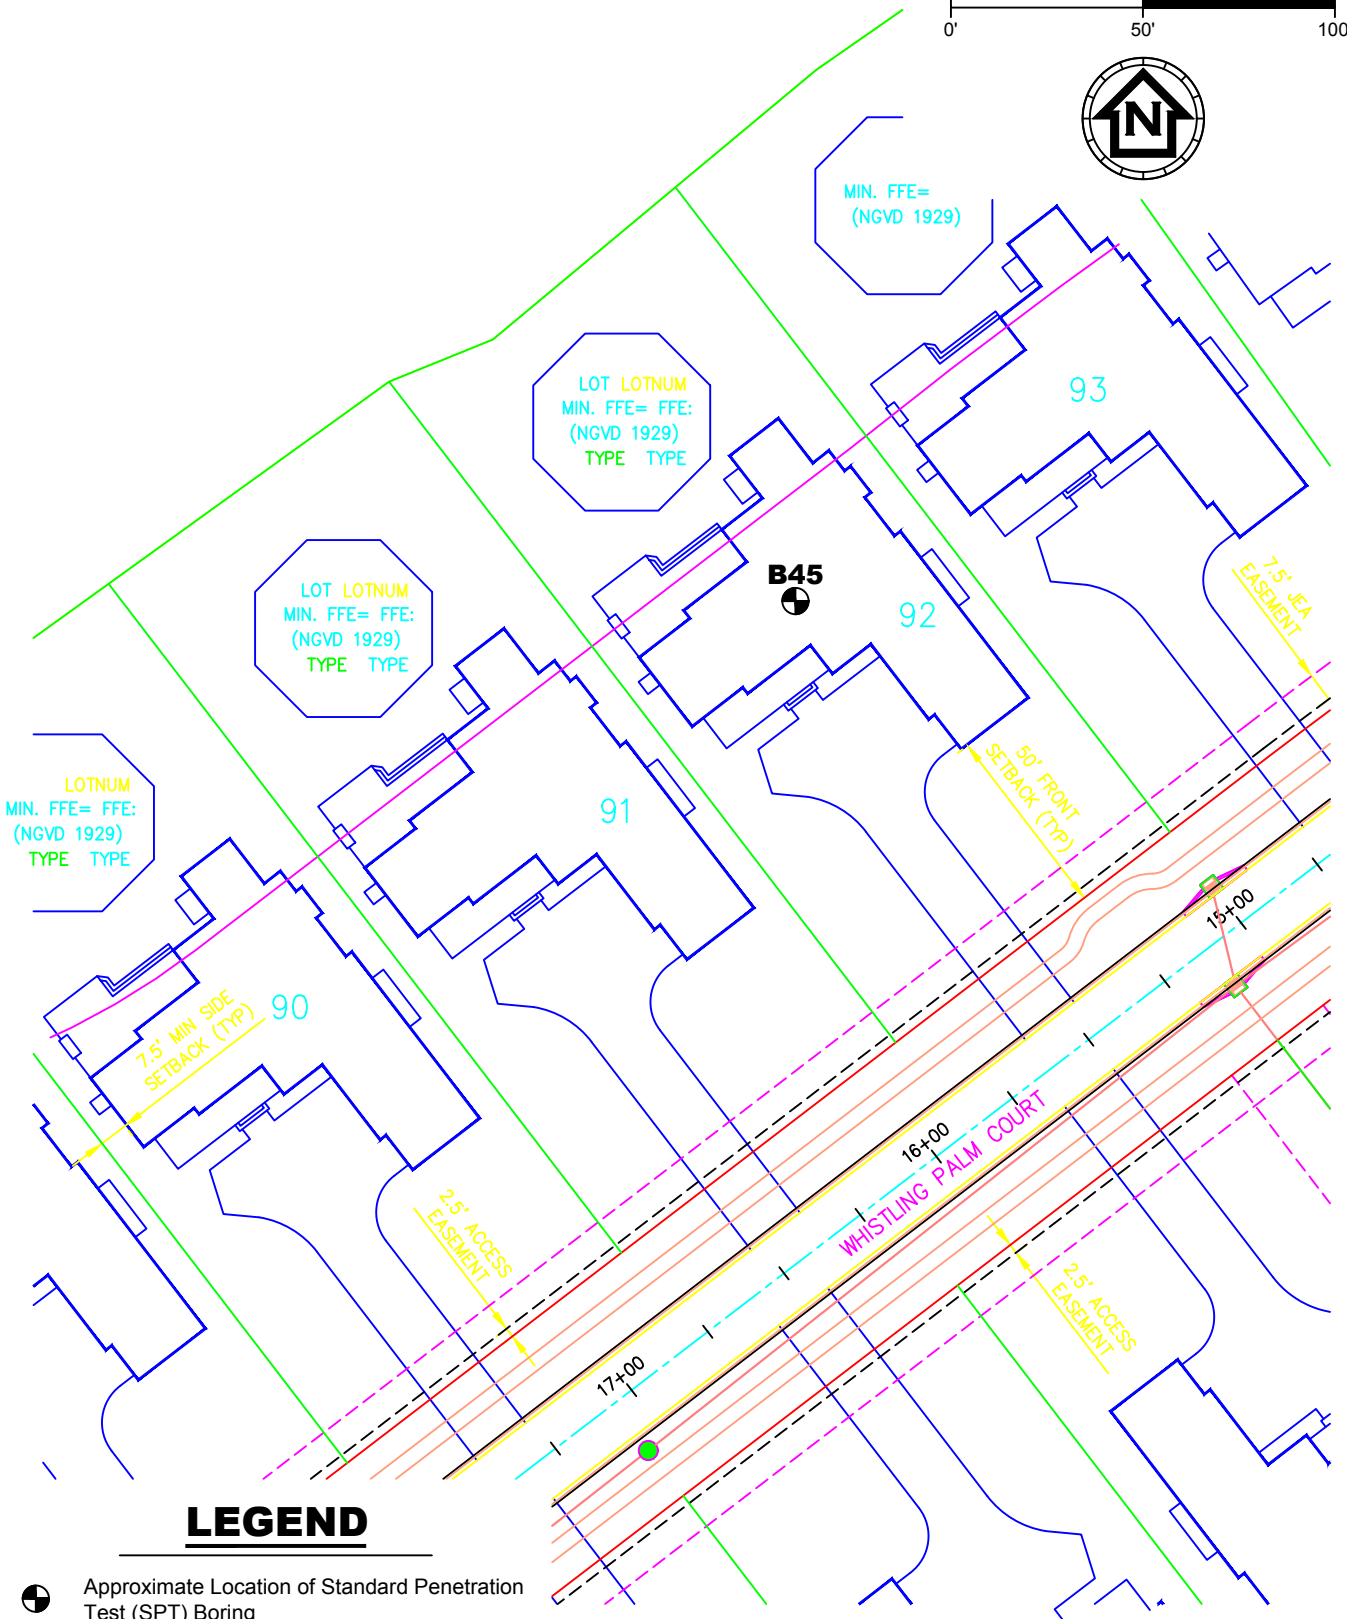 0' 50' 100
N
MIN. FFE=
(NGVD 1929)
93
LOT LOTNUM
MIN. FFE= FFE:
(NGVD 1929)
TYPE TYPE
B45
92
7.5' JEA
EASEMENT
LOT LOTNUM
MIN. FFE= FFE:
(NGVD 1929)
TYPE TYPE
50' FRONT
SETBACK (TYP)
91
LOTNUM
MIN. FFE= FFE:
(NGVD 1929)
TYPE TYPE
15+00
90
7.5' MIN SIDE
SETBACK (TYP)
16+00
WHISTLING PALM COURT
2.5' ACCESS
EASEMENT
2.5' ACCESS
EASEMENT
17+00
LEGEND
Approximate Location of Standard Penetration
Test (SPT) Boring